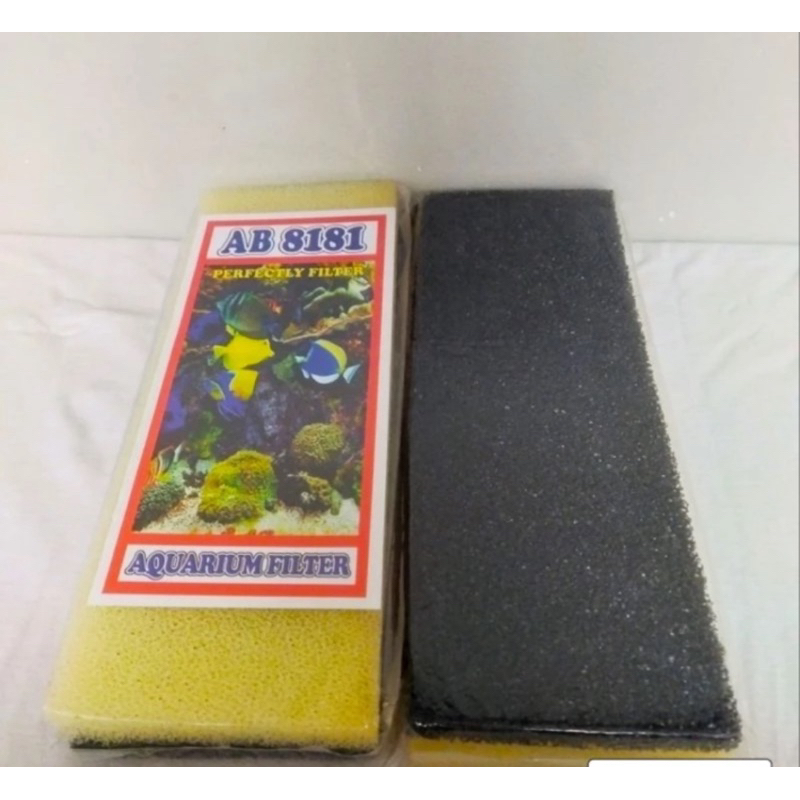 AB 8181
PERFECTLY FILTER
AQUARIUM FILTER